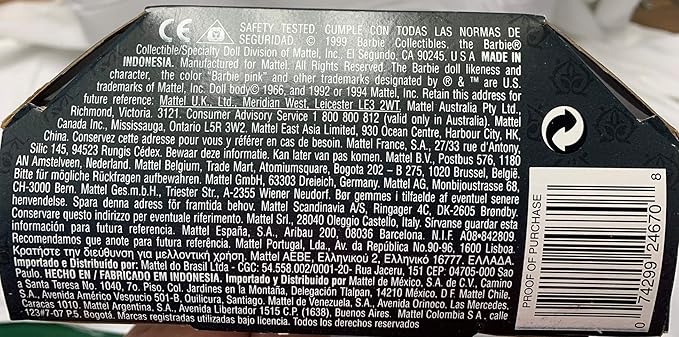 CE SAFETY TESTED. CUMPLE CON TODAS LAS NORMAS DE
SEGURIDAD. © 1999 Barbie Collectibles, the Barbie®
Collectible/Specialty Doll Division of Mattel, Inc. El Segundo, CA 90245, U S A MADE IN
INDONESIA. Manufactured for Mattel. All Rights Reserved. The Barbie doll likeness and
character, the color "Barbie pink" and other trademarks designated by ® & ™ are U.S.
trademarks of Mattel, Inc. Doll body© 1966, and 1992 or 1994 Mattel, Inc. Retain this address for
future reference: Mattel U.K., Ltd., Meridian West, Leicester LE3 2WT. Mattel Australia Pty Ltd.,
Richmond, Victoria. 3121. Consumer Advisory Service 1 800 800 812 (valid only in Australia). Mattel
Canada Inc., Mississauga, Ontario L5R 3W2. Mattel East Asia Limited, 930 Ocean Centre, Harbour City, HK,
China. Conservez cette adresse pour vous y référer en cas de besoin. Mattel France, S.A., 27/33 rue d'Antony,
Silic 145, 94523 Rungis Cédex. Bewaar deze informatie. Kan later van pas komen. Mattel B.V., Postbus 576, 1180
AN Amstelveen, Nederland. Mattel Belgium, Trade Mart, Atomiumsquare, Bogota 202 – B 275, 1020 Brussel, België.
Bitte für mögliche Rückfragen aufbewahren. Mattel GmbH, 63303 Dreieich, Germany. Mattel AG, Monbijoustrasse 68,
CH-3000 Bern. Mattel Ges.m.b.H., Triester Str., A-2355 Wiener Neudorf. Bør gemmes i tilfælde af eventuel senere
henvendelse. Spara denna adress för framtida behov. Mattel Scandinavia A/S, Ringager 4C, DK-2605 Brøndby.
Conservare questo indirizzo per eventuale riferimento. Mattel Srl., 28040 Oleggio Castello, Italy. Sírvanse guardar esta
información para futura referencia. Mattel España, S.A., Aribau 200, 08036 Barcelona. N.I.F. A08-842809.
Recomendamos que anote para futura referência. Mattel Portugal, Lda., Av. da República No.90-96, 1600 Lisboa.
Κρατήστε την διεύθυνση για μελλοντική χρήση. Mattel ΑΕΒΕ, Ελληνικού 2, Ελληνικό 16777. ΕΛΛΑΔΑ.
Importado e Distribuido por: Mattel do Brasil Ltda - CGC: 54.558.002/0001-20- Rua Jaceru, 151 CEP: 04705-000 Sao
Paulo. HECHO EN / FABRICADO EM INDONESIA. Importado y Distribuido por Mattel de México, S.A. de C.V., Camino
a Santa Teresa No. 1040, 7o. Piso, Col. Jardines en la Montaña, Delegación Tlalpan, 14210 México, D F. Mattel Chile,
S.A., Avenida Américo Vespucio 501-B, Quilicura, Santiago. Mattel de Venezuela, S.A., Avenida Orinoco, Las Mercedes,
Caracas 1010. Mattel Argentina, S.A., Avenida Libertador 1515 C.P. (1638), Buenos Aires. Mattel Colombia S.A., calle
123#7-07 P.5, Bogotá. Marcas registradas utilizadas bajo licencia. Todos los derechos reservados
PROOF OF PURCHASE
0 74299 24670 8